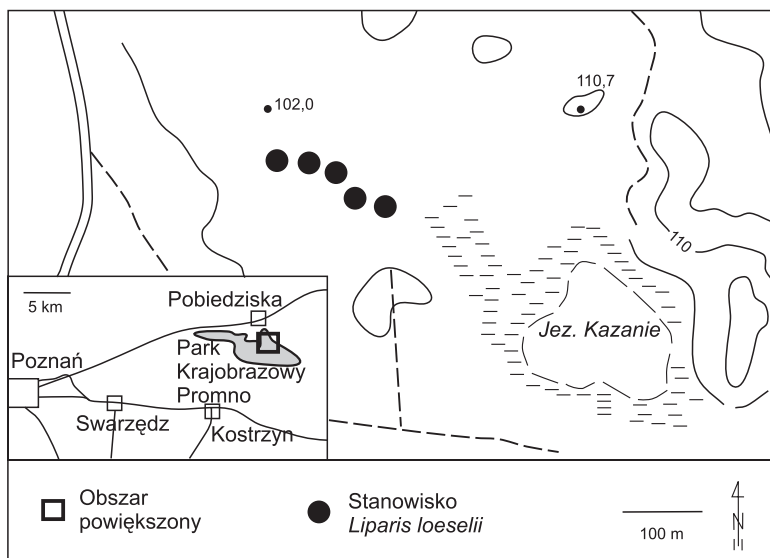 102,0
110,7
110
Jez. Kazanie
5 km
Pobiedziska
Poznań
Park
Krajobrazowy
Promno
Swarzędz
Kostrzyn
Obszar
powiększony
Stanowisko
Liparis loeselii
100 m
N